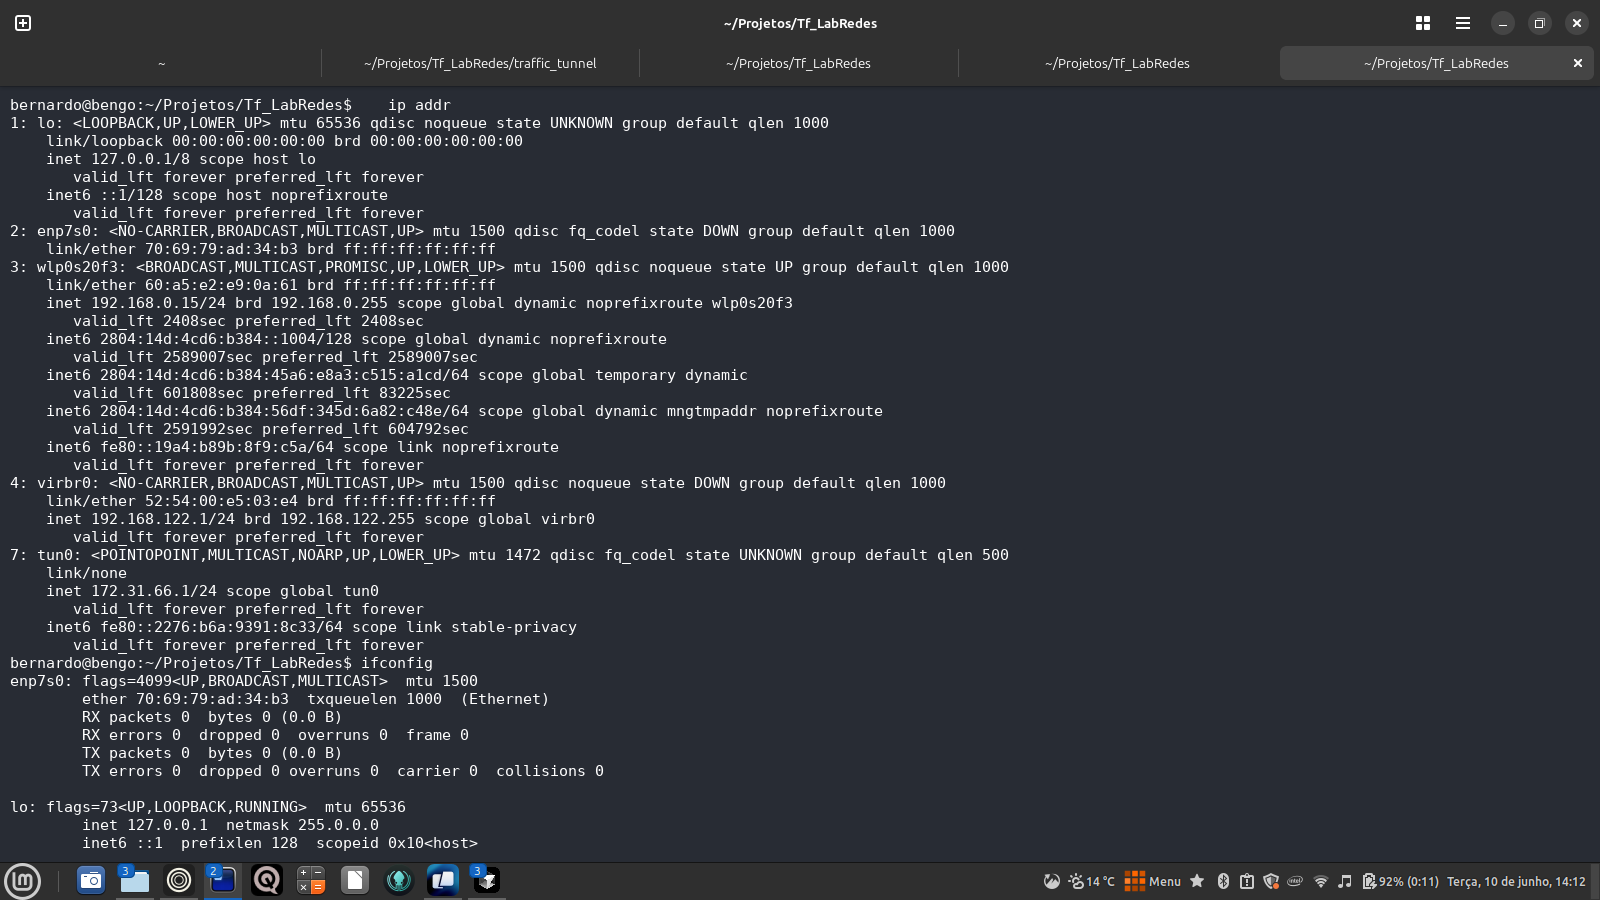 ~/Projetos/Tf_LabRedes
~
~/Projetos/Tf_LabRedes/traffic_tunnel
~/Projetos/Tf_LabRedes
~/Projetos/Tf_LabRedes
~/Projetos/Tf_LabRedes
bernardo@bengo:~/Projetos/Tf_LabRedes$    ip addr
1: lo: <LOOPBACK,UP,LOWER_UP> mtu 65536 qdisc noqueue state UNKNOWN group default qlen 1000
    link/loopback 00:00:00:00:00:00 brd 00:00:00:00:00:00
    inet 127.0.0.1/8 scope host lo
       valid_lft forever preferred_lft forever
    inet6 ::1/128 scope host noprefixroute
       valid_lft forever preferred_lft forever
2: enp7s0: <NO-CARRIER,BROADCAST,MULTICAST,UP> mtu 1500 qdisc fq_codel state DOWN group default qlen 1000
    link/ether 70:69:79:ad:34:b3 brd ff:ff:ff:ff:ff:ff
3: wlp0s20f3: <BROADCAST,MULTICAST,PROMISC,UP,LOWER_UP> mtu 1500 qdisc noqueue state UP group default qlen 1000
    link/ether 60:a5:e2:e9:0a:61 brd ff:ff:ff:ff:ff:ff
    inet 192.168.0.15/24 brd 192.168.0.255 scope global dynamic noprefixroute wlp0s20f3
       valid_lft 2408sec preferred_lft 2408sec
    inet6 2804:14d:4cd6:b384::1004/128 scope global dynamic noprefixroute
       valid_lft 2589007sec preferred_lft 2589007sec
    inet6 2804:14d:4cd6:b384:45a6:e8a3:c515:a1cd/64 scope global temporary dynamic
       valid_lft 601808sec preferred_lft 83225sec
    inet6 2804:14d:4cd6:b384:56df:345d:6a82:c48e/64 scope global dynamic mngtmpaddr noprefixroute
       valid_lft 2591992sec preferred_lft 604792sec
    inet6 fe80::19a4:b89b:8f9:c5a/64 scope link noprefixroute
       valid_lft forever preferred_lft forever
4: virbr0: <NO-CARRIER,BROADCAST,MULTICAST,UP> mtu 1500 qdisc noqueue state DOWN group default qlen 1000
    link/ether 52:54:00:e5:03:e4 brd ff:ff:ff:ff:ff:ff
    inet 192.168.122.1/24 brd 192.168.122.255 scope global virbr0
       valid_lft forever preferred_lft forever
7: tun0: <POINTOPOINT,MULTICAST,NOARP,UP,LOWER_UP> mtu 1472 qdisc fq_codel state UNKNOWN group default qlen 500
    link/none
    inet 172.31.66.1/24 scope global tun0
       valid_lft forever preferred_lft forever
    inet6 fe80::2276:b6a:9391:8c33/64 scope link stable-privacy
       valid_lft forever preferred_lft forever
bernardo@bengo:~/Projetos/Tf_LabRedes$ ifconfig
enp7s0: flags=4099<UP,BROADCAST,MULTICAST>  mtu 1500
        ether 70:69:79:ad:34:b3  txqueuelen 1000  (Ethernet)
        RX packets 0  bytes 0 (0.0 B)
        RX errors 0  dropped 0  overruns 0  frame 0
        TX packets 0  bytes 0 (0.0 B)
        TX errors 0  dropped 0 overruns 0  carrier 0  collisions 0

lo: flags=73<UP,LOOPBACK,RUNNING>  mtu 65536
        inet 127.0.0.1  netmask 255.0.0.0
        inet6 ::1  prefixlen 128  scopeid 0x10<host>
3
2
3
14 °C
Menu
92% (0:11)
Terça, 10 de junho, 14:12